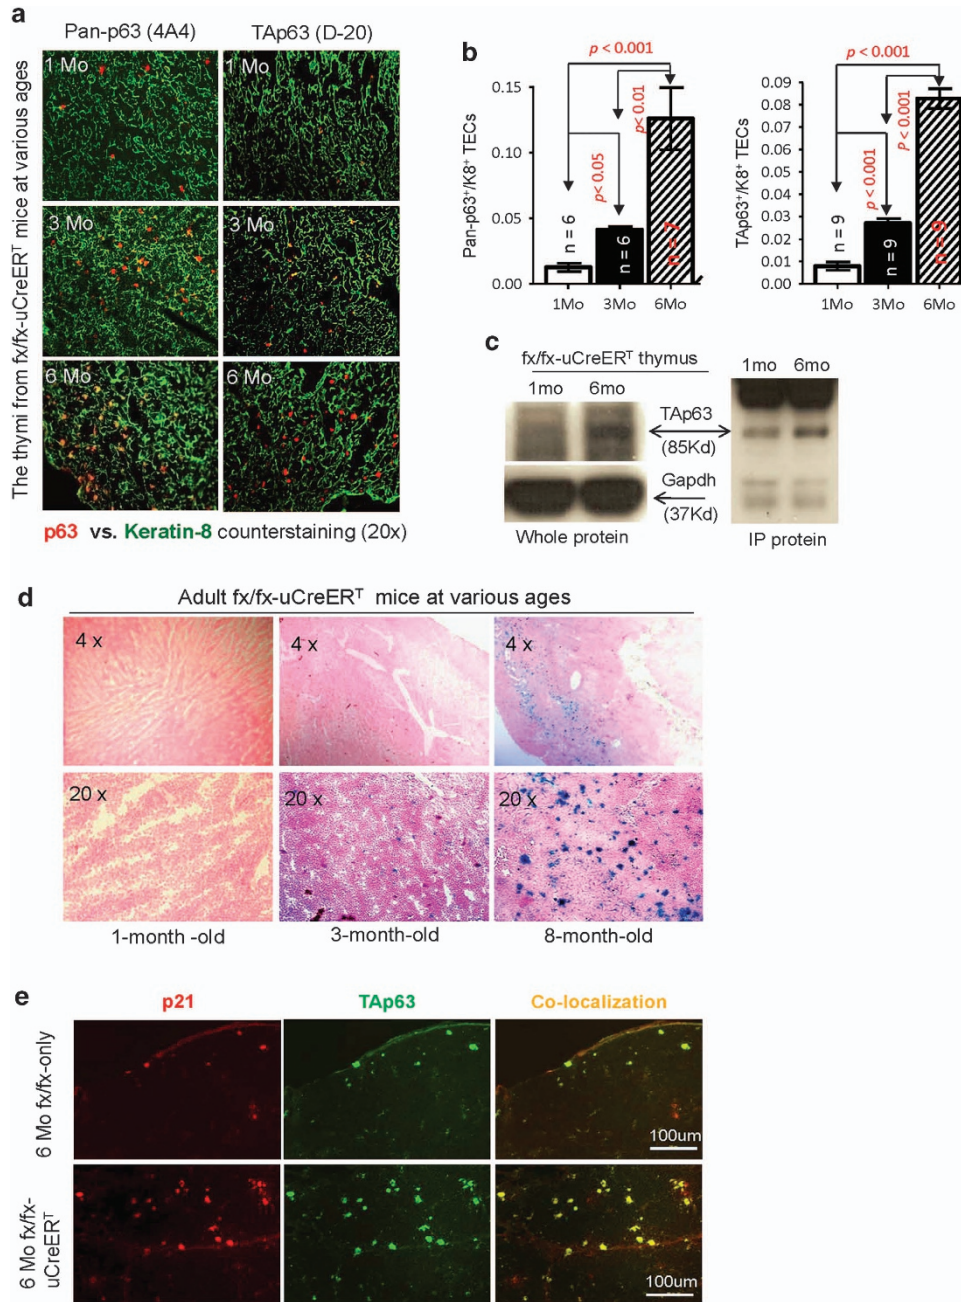 a
Pan-p63 (4A4) TAp63 (D-20)
The thymi from fx/fx-uCreERᵀ mice at various ages
1 Mo 1 Mo
3 Mo 3 Mo
6 Mo 6 Mo
p63 vs. Keratin-8 counterstaining (20x)
b
Pan-p63⁺/K8⁺ TECs
0.15
0.10
0.05
0.00
p < 0.001
p< 0.01
p< 0.05
n = 6
n = 6
n = 7
1Mo 3Mo 6Mo
TAp63⁺/K8⁺ TECs
0.09
0.08
0.07
0.06
0.05
0.04
0.03
0.02
0.01
0.00
p < 0.001
P < 0.001
p < 0.001
n = 9
n = 9
n = 9
1Mo 3Mo 6Mo
c
fx/fx-uCreERᵀ thymus
1mo 6mo
1mo 6mo
TAp63
(85Kd)
Gapdh
(37Kd)
Whole protein
IP protein
d
Adult fx/fx-uCreERᵀ mice at various ages
4 x 4 x 4 x
20 x 20 x 20 x
1-month -old 3-month-old 8-month-old
e
p21 TAp63 Co-localization
6 Mo fx/fx-only
100um
6 Mo fx/fx-
uCreERᵀ
100um